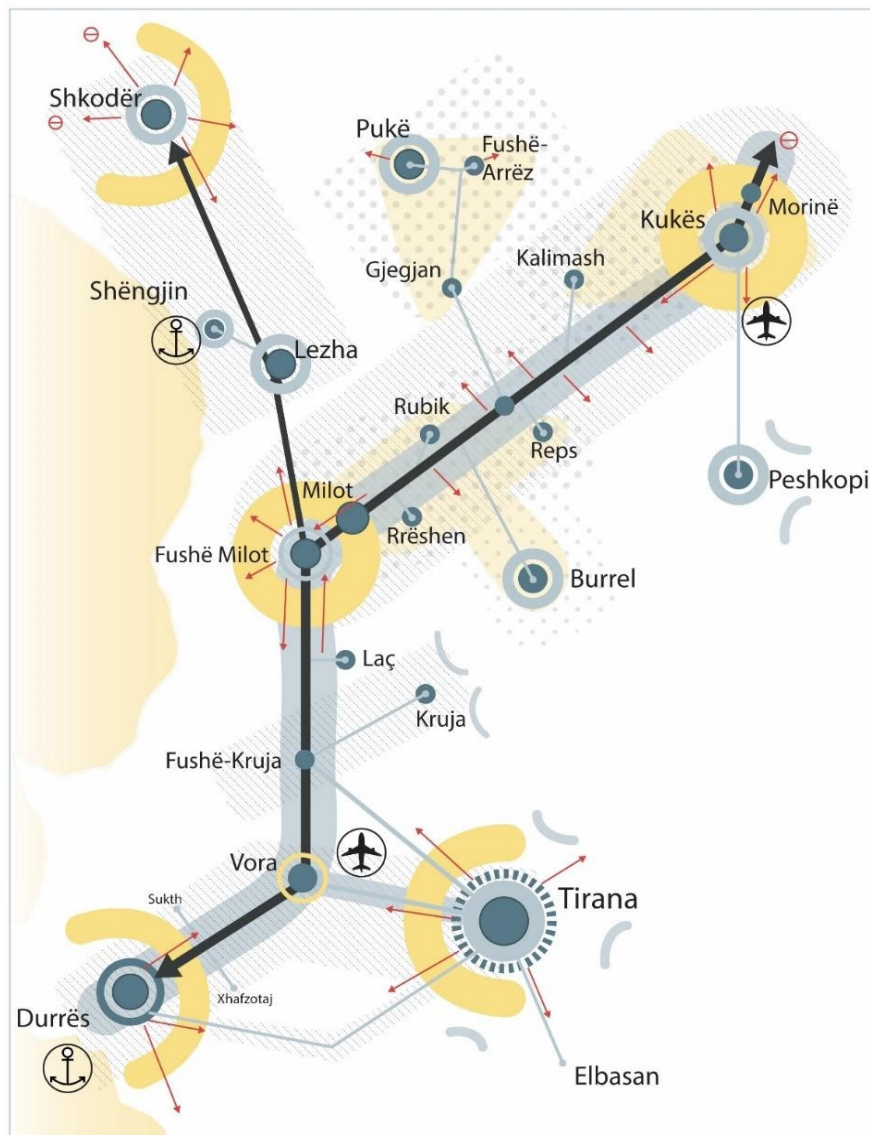 Shkodër
Pukë
Fushë-
Arrëz
Morinë
Kukës
Kalimash
Gjegjan
Shëngjin
Lezha
Rubik
Reps
Peshkopi
Milot
Rrëshen
Fushë Milot
Burrel
Laç
Kruja
Fushë-Kruja
Vora
Tirana
Sukth
Xhafzotaj
Durrës
Elbasan